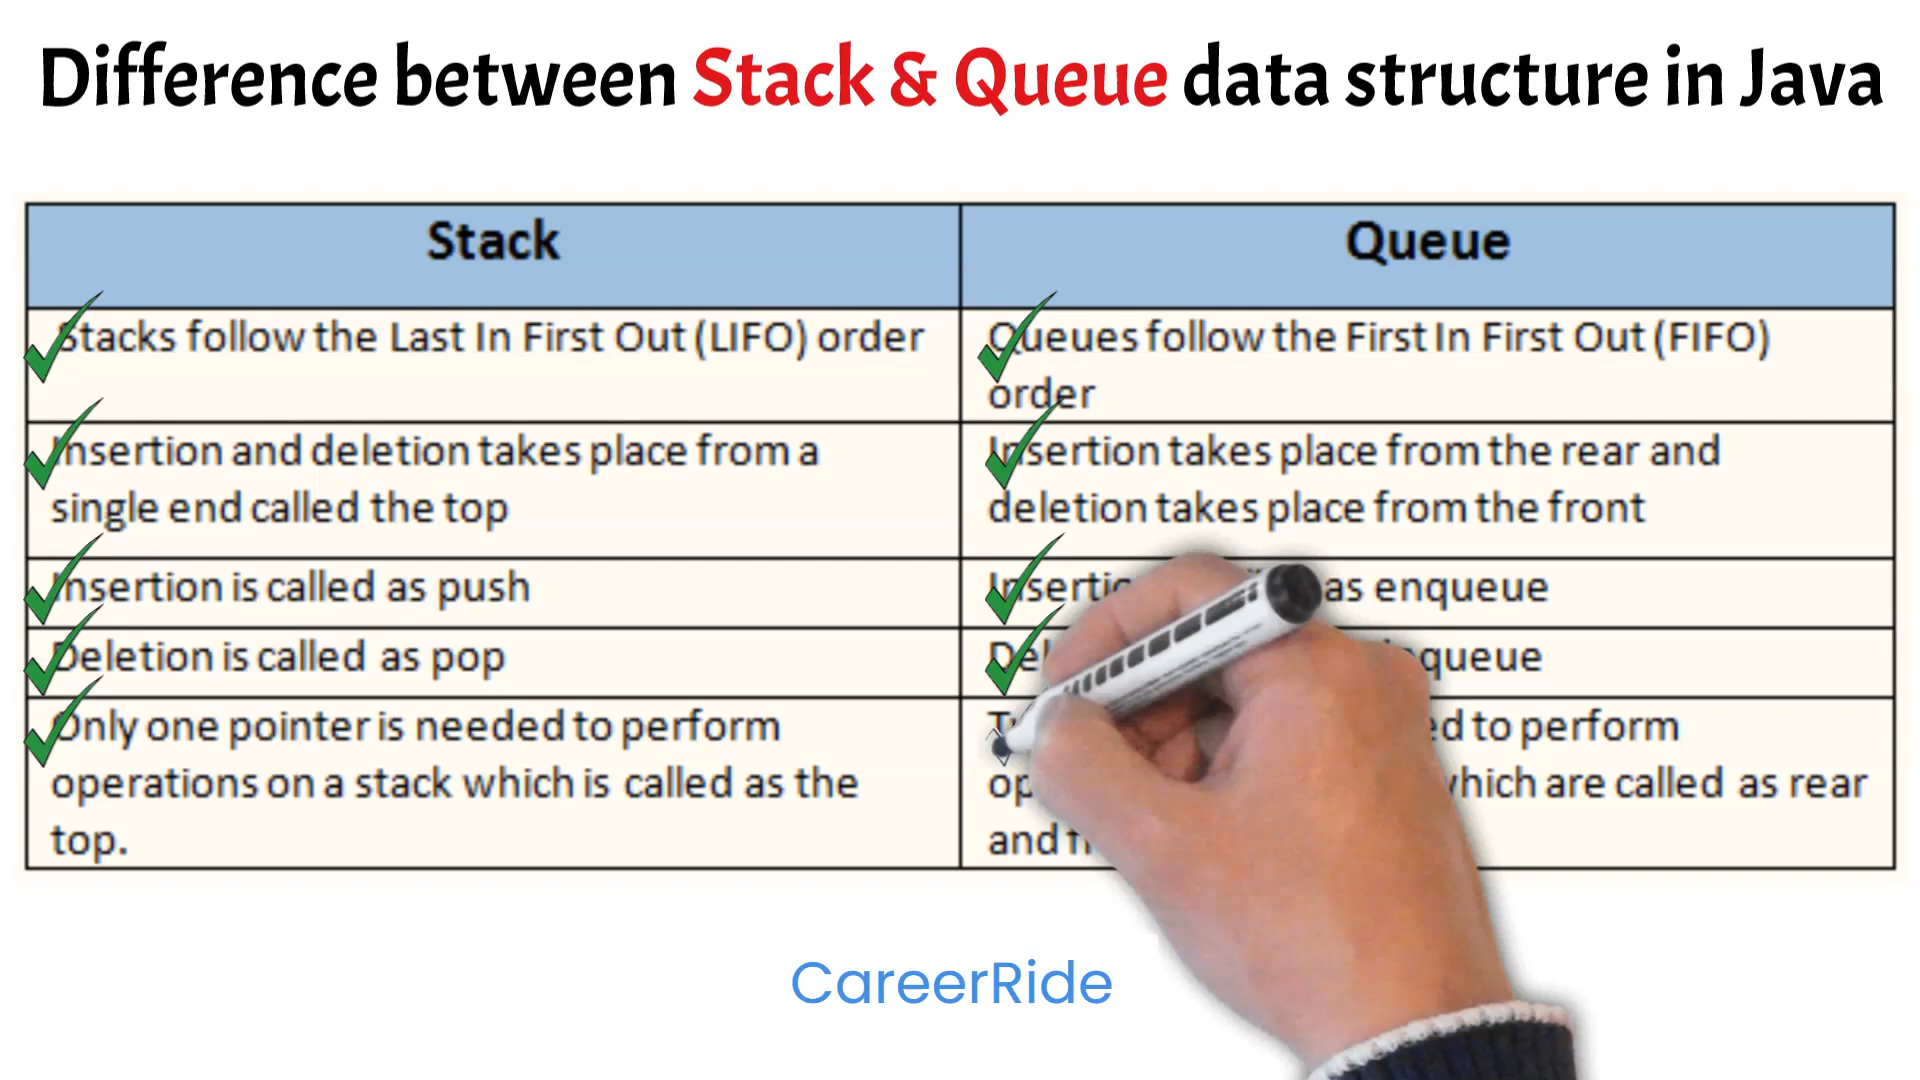 Difference between Stack & Queue data structure in Java
Stack
Queue
Stacks follow the Last In First Out (LIFO) order
Queues follow the First In First Out (FIFO)
order
Insertion and deletion takes place from a
single end called the top
Insertion takes place from the rear and
deletion takes place from the front
Insertion is called as push
as enqueue
Deletion is called as pop
Only one pointer is needed to perform
operations on a stack which is called as the
top.
to perform
which are called as rear
and
CareerRide